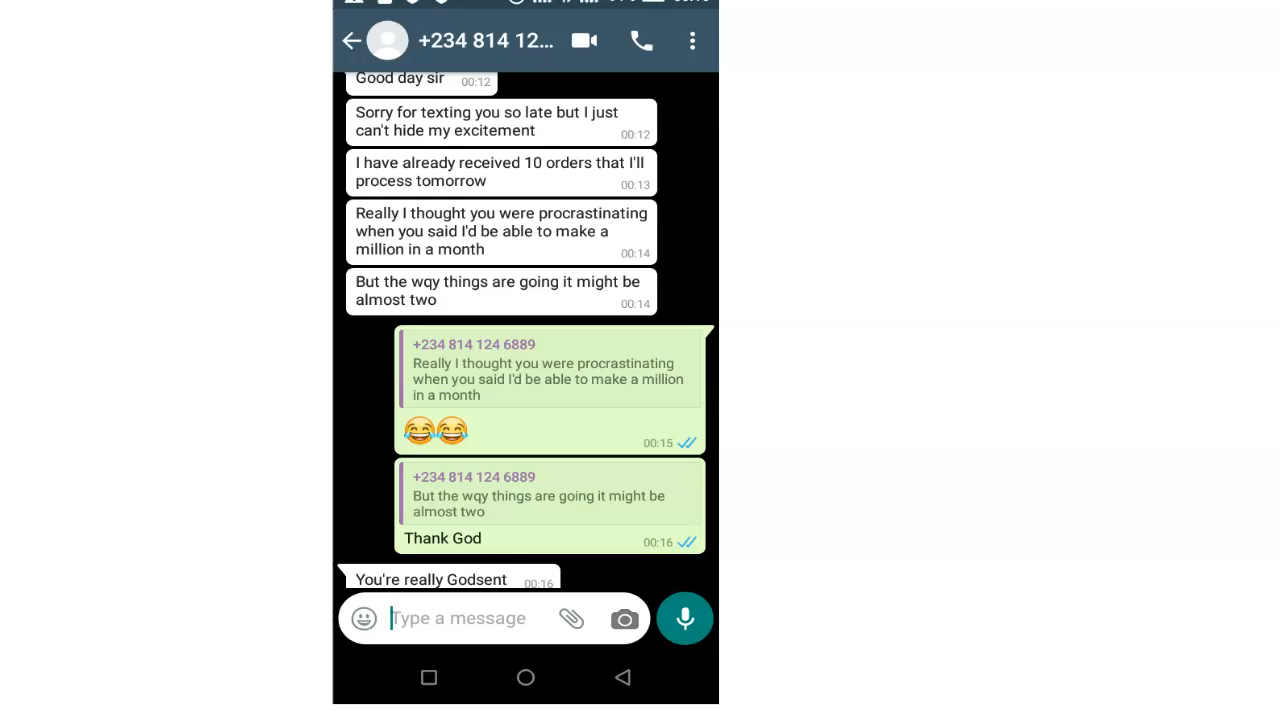 +234 814 12...
Good day sir 00:12
Sorry for texting you so late but I just
can't hide my excitement 00:12
I have already received 10 orders that I'll
process tomorrow 00:13
Really I thought you were procrastinating
when you said I'd be able to make a
million in a month 00:14
But the wqy things are going it might be
almost two 00:14
+234 814 124 6889
Really I thought you were procrastinating
when you said I'd be able to make a million
in a month
😂😂 00:15
+234 814 124 6889
But the wqy things are going it might be
almost two
Thank God 00:16
You're really Godsent 00:16
Type a message